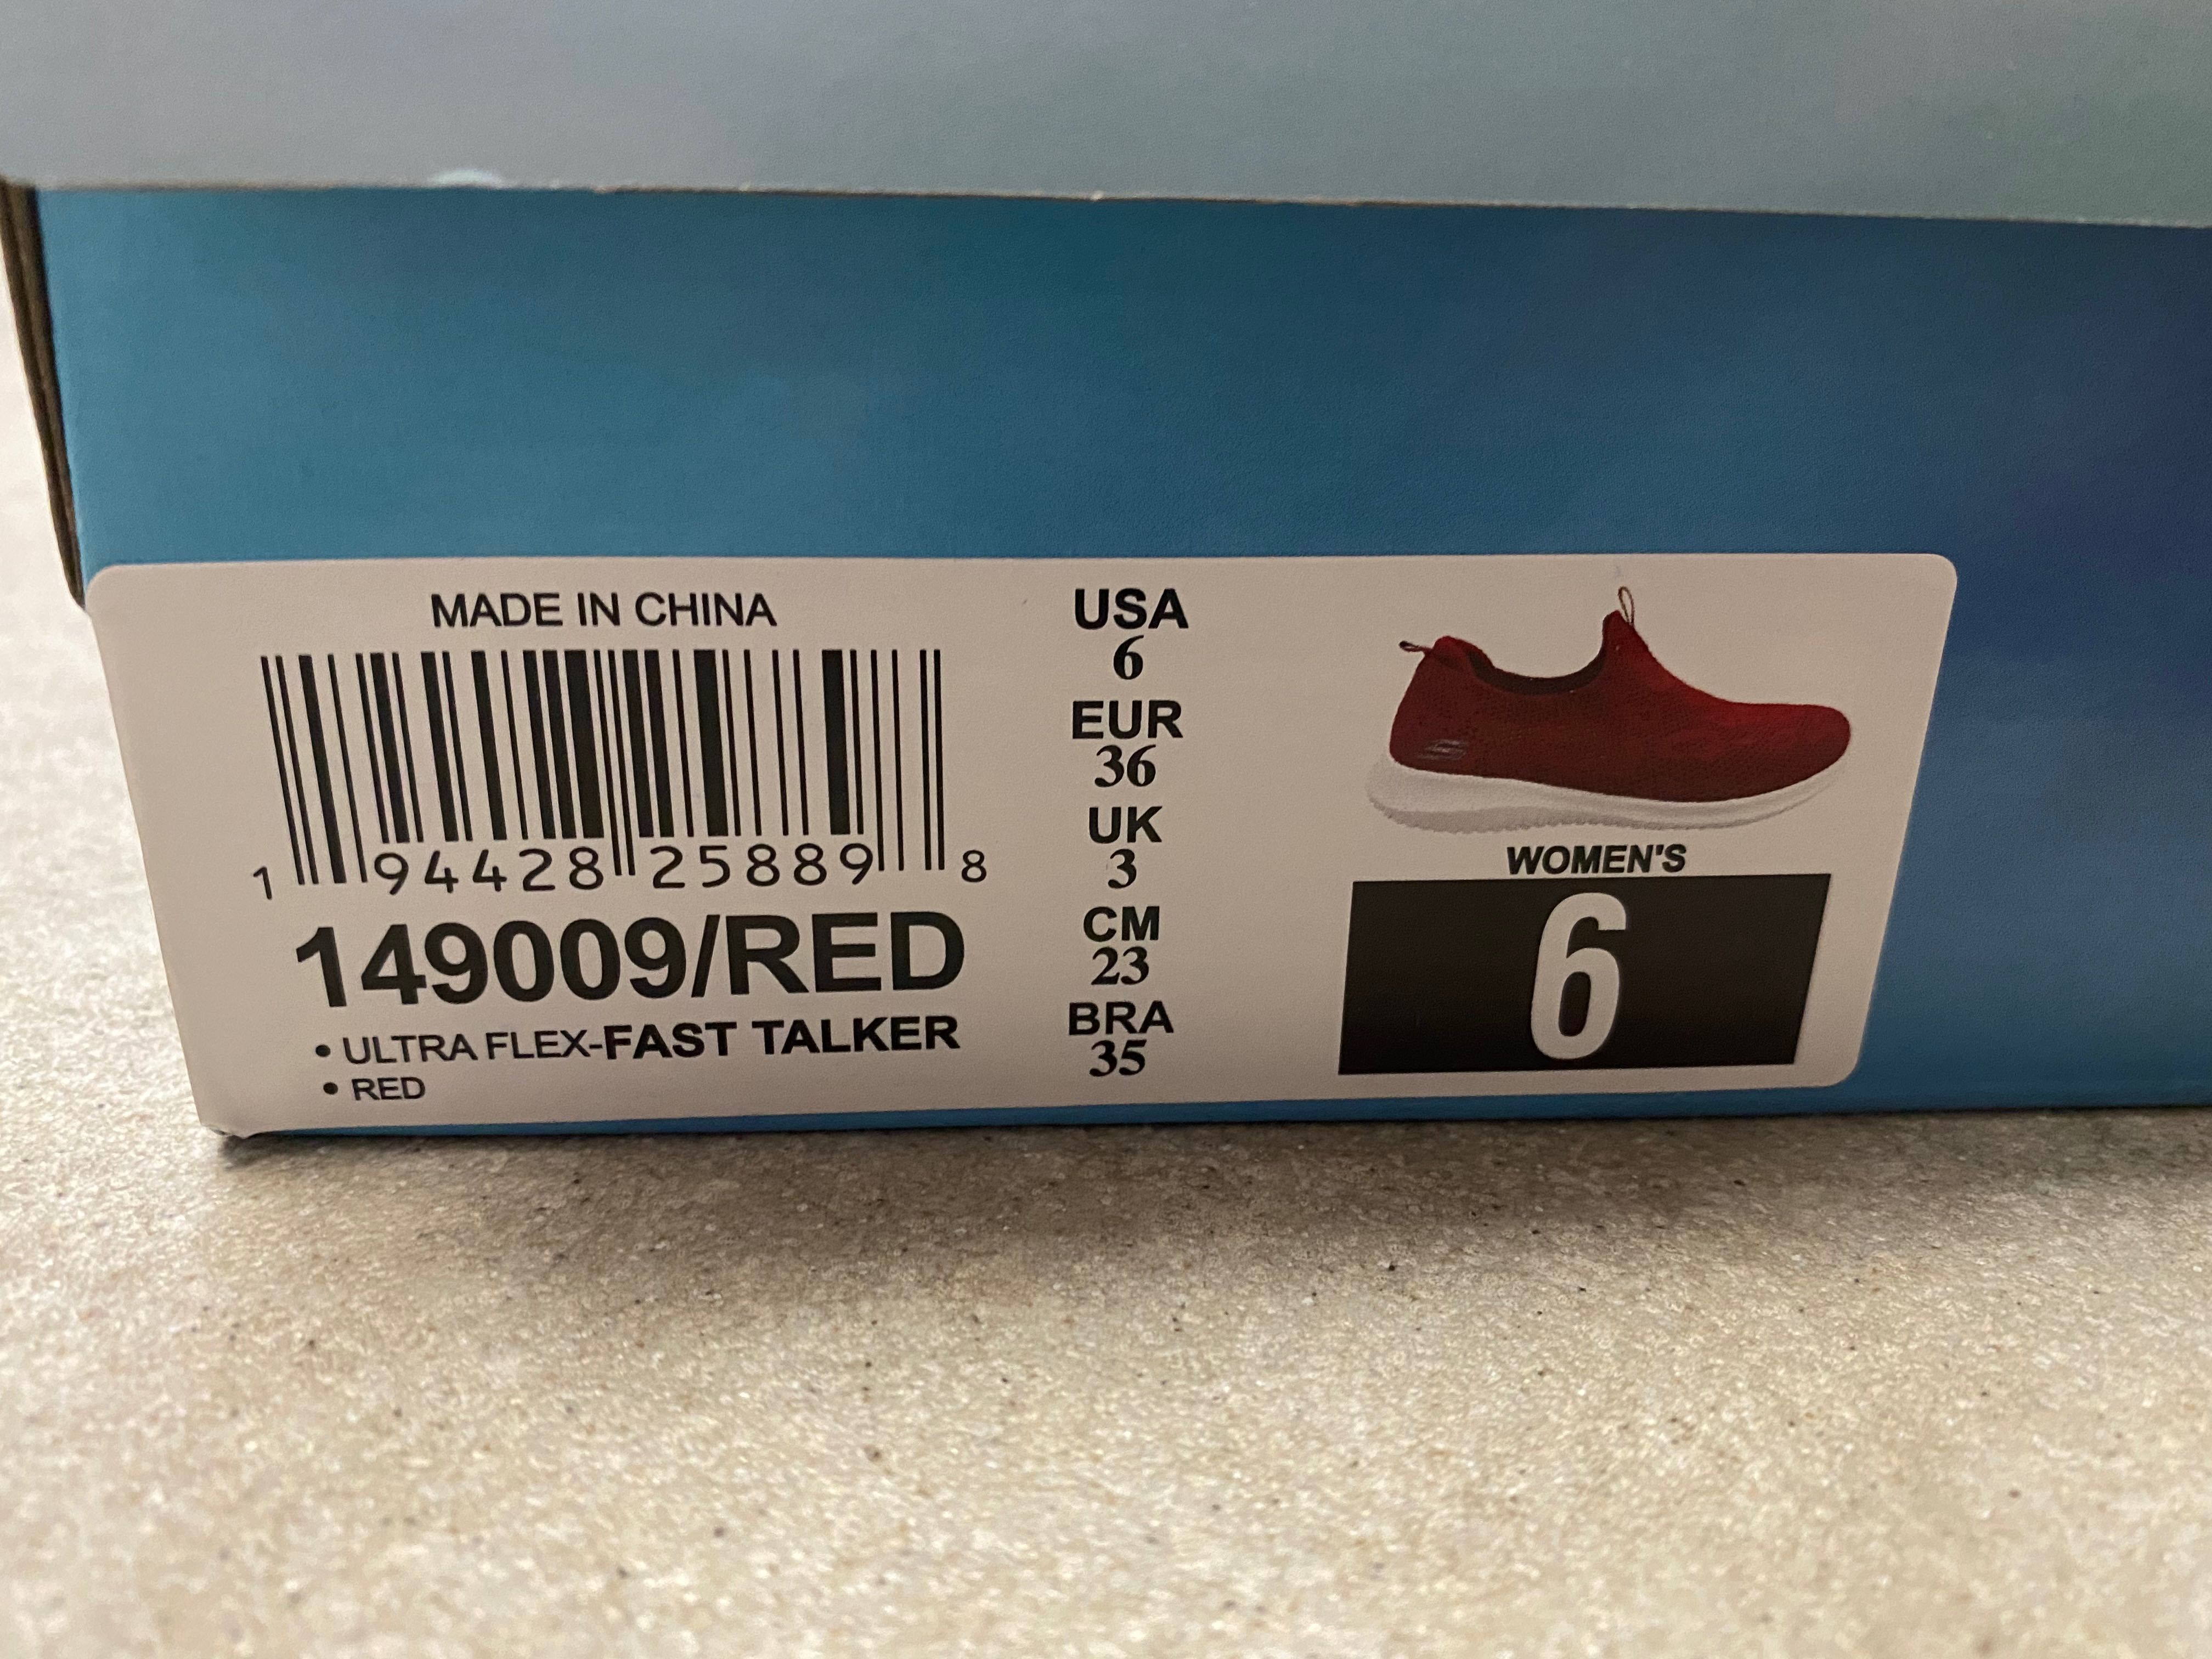 MADE IN CHINA
1 94428 25889 8
149009/RED
• ULTRA FLEX-FAST TALKER
• RED
USA
6
EUR
36
UK
3
CM
23
BRA
35
WOMEN'S
6